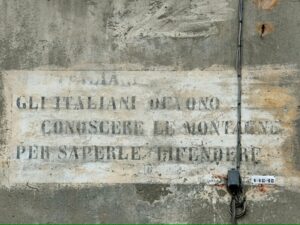 GLI ITALIANI DEVONO
CONOSCERE LE MONTAGNE
PER SAPERLE DIFENDERE